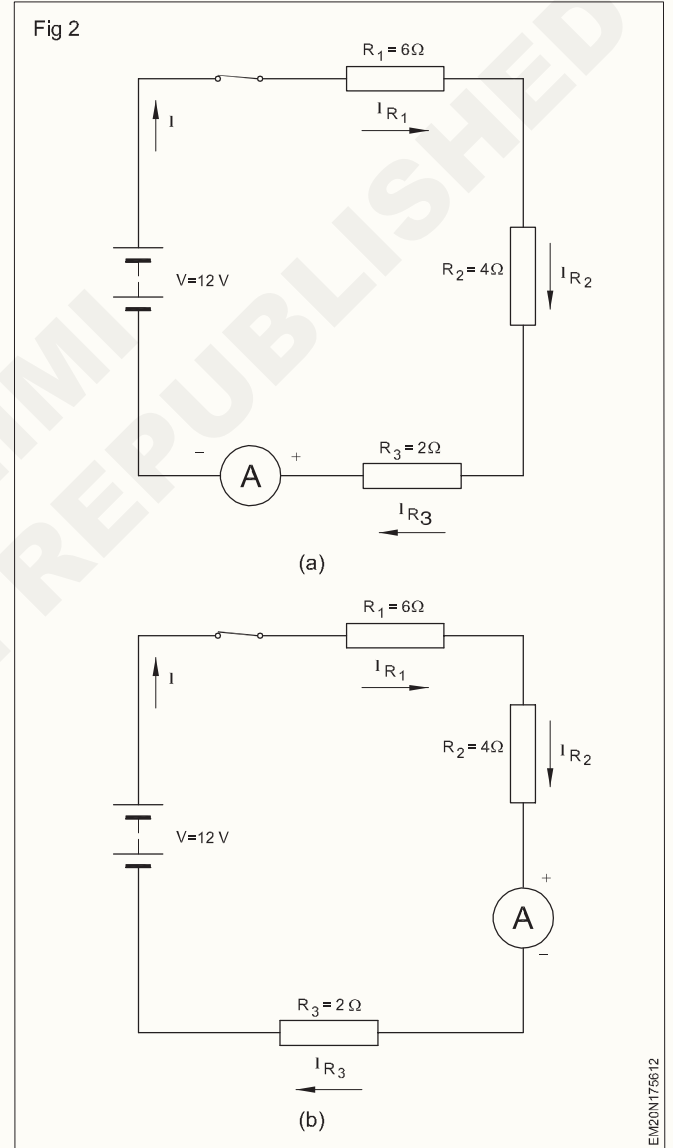 Fig 2
R1 = 6Ω
I
IR1
R2 = 4Ω
IR2
V=12 V
R3 = 2Ω
− A +
IR3
(a)
R1 = 6Ω
I
IR1
R2 = 4Ω
IR2
V=12 V
+
A
−
R3 = 2 Ω
IR3
(b)
EM20N175612
REPUBLISHED